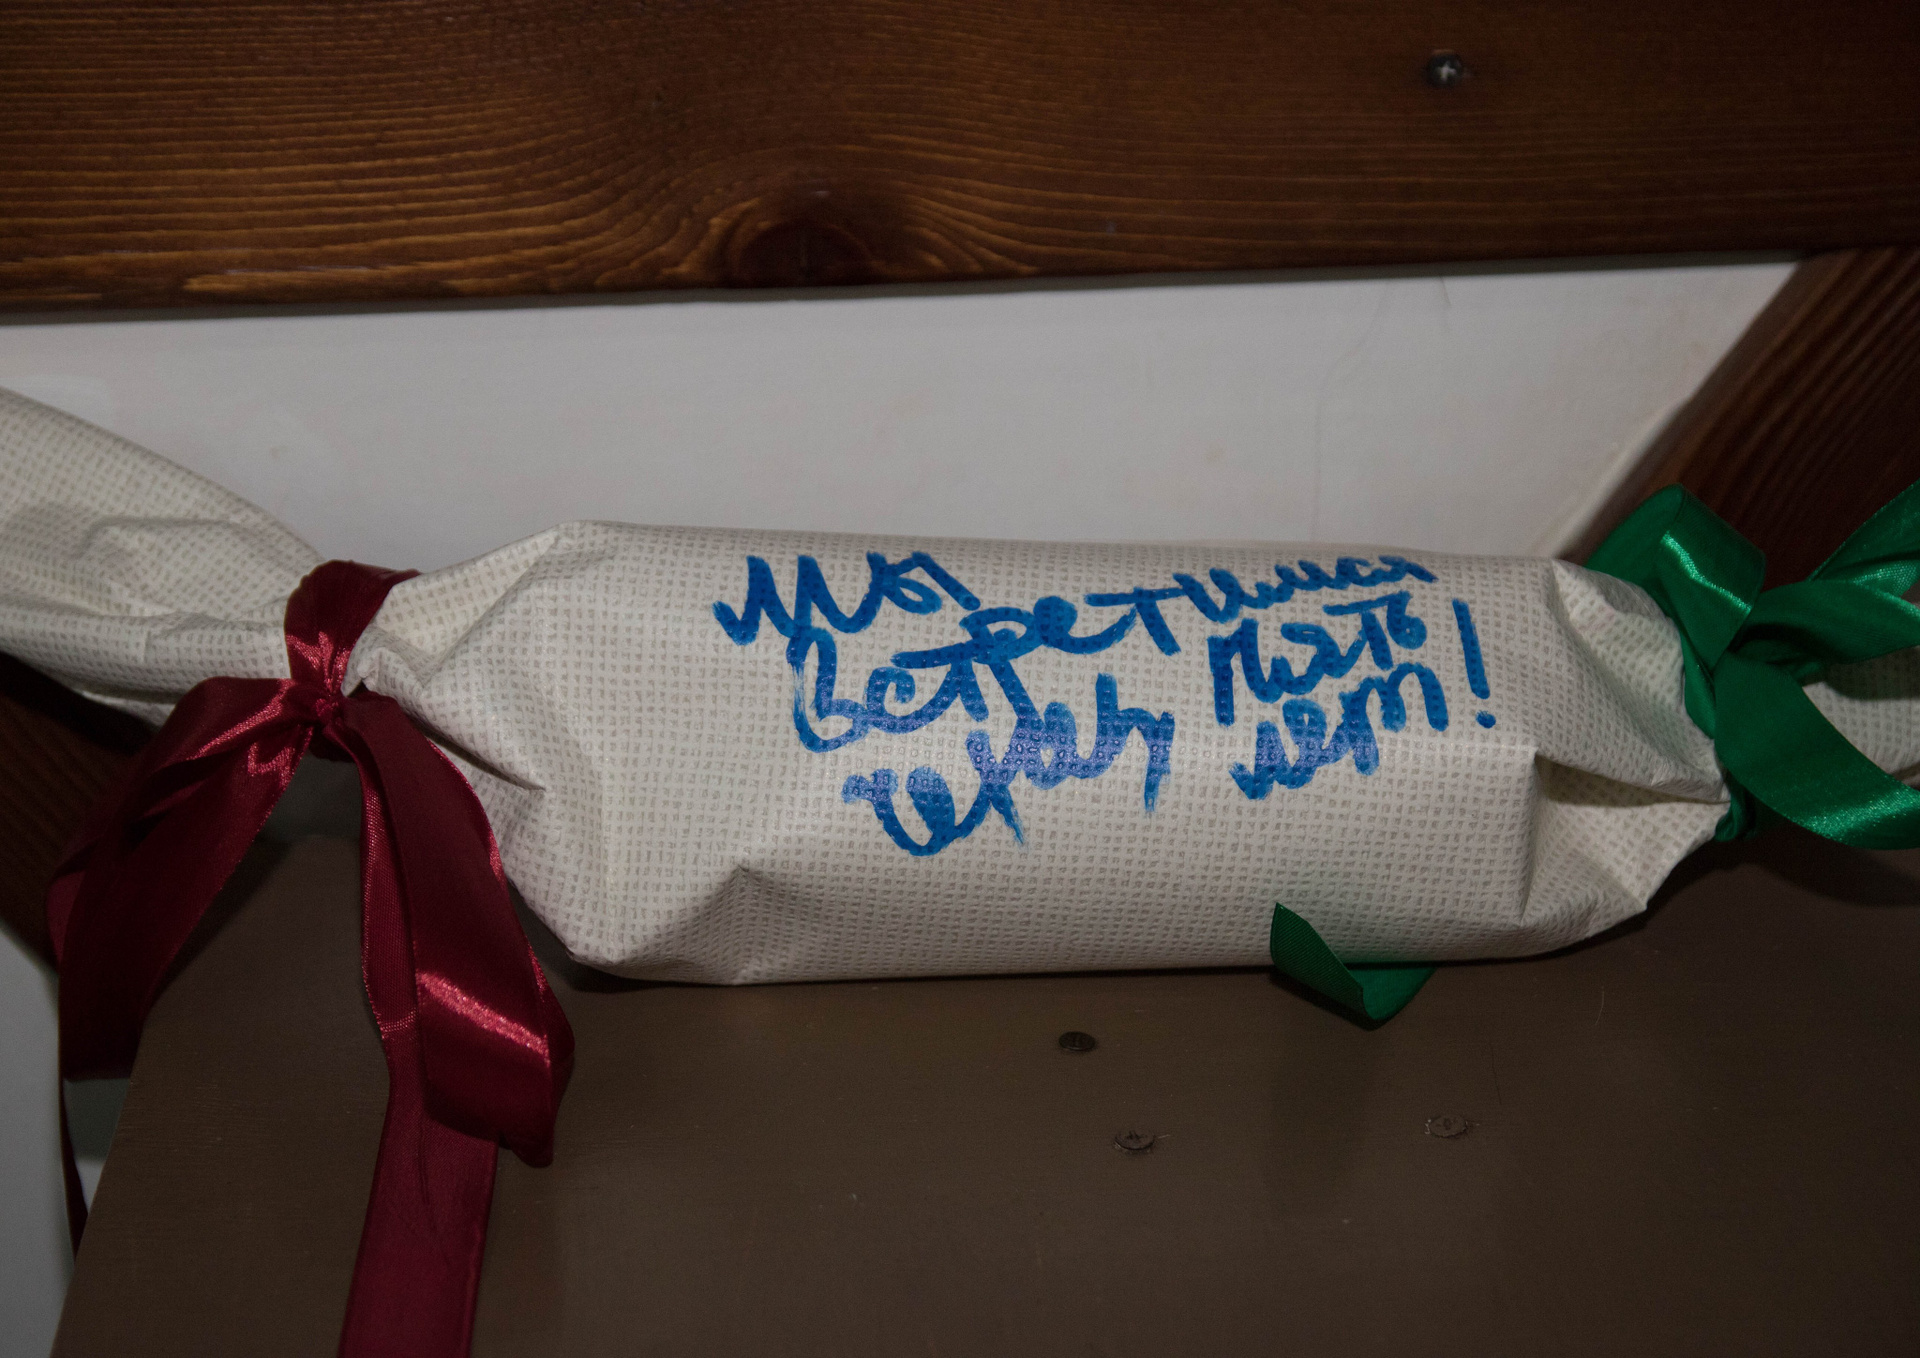 Мы
встретимся
через пять
лет!